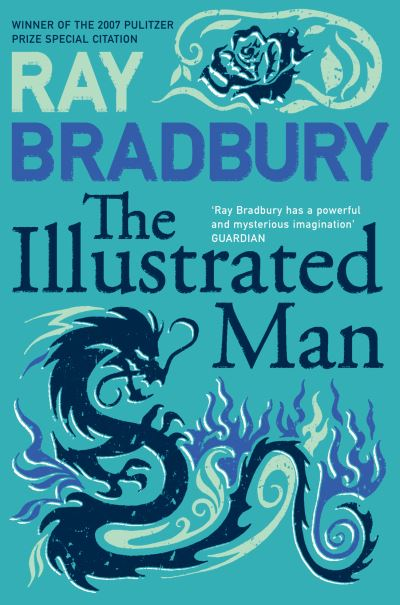 WINNER OF THE 2007 PULITZER
PRIZE SPECIAL CITATION
RAY
BRADBURY
The
‘Ray Bradbury has a powerful
and mysterious imagination’
GUARDIAN
Illustrated
Man